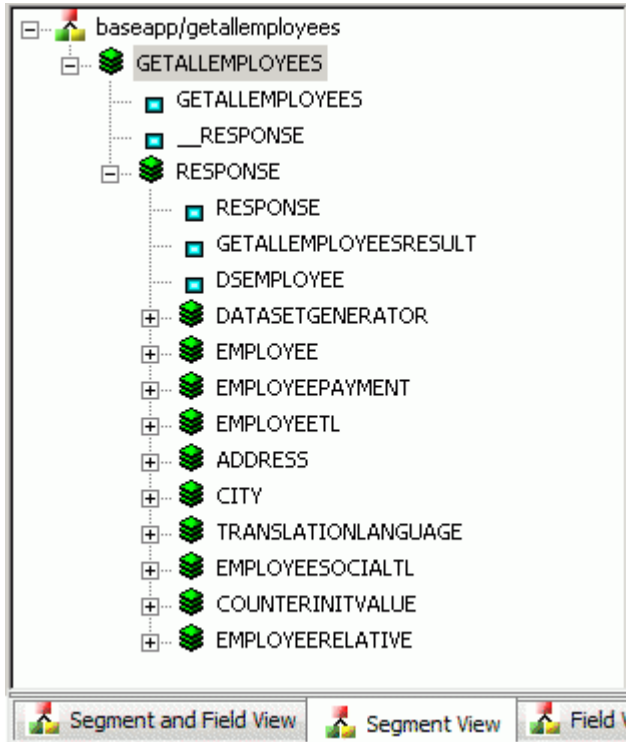 baseapp/getallemployees
GETALLEMPLOYEES
GETALLEMPLOYEES
__RESPONSE
RESPONSE
RESPONSE
GETALLEMPLOYEESRESULT
DSEMPLOYEE
DATASETGENERATOR
EMPLOYEE
EMPLOYEEPAYMENT
EMPLOYEETL
ADDRESS
CITY
TRANSLATIONLANGUAGE
EMPLOYEESOCIALTL
COUNTERINITVALUE
EMPLOYEERELATIVE
Segment and Field View Segment View Field